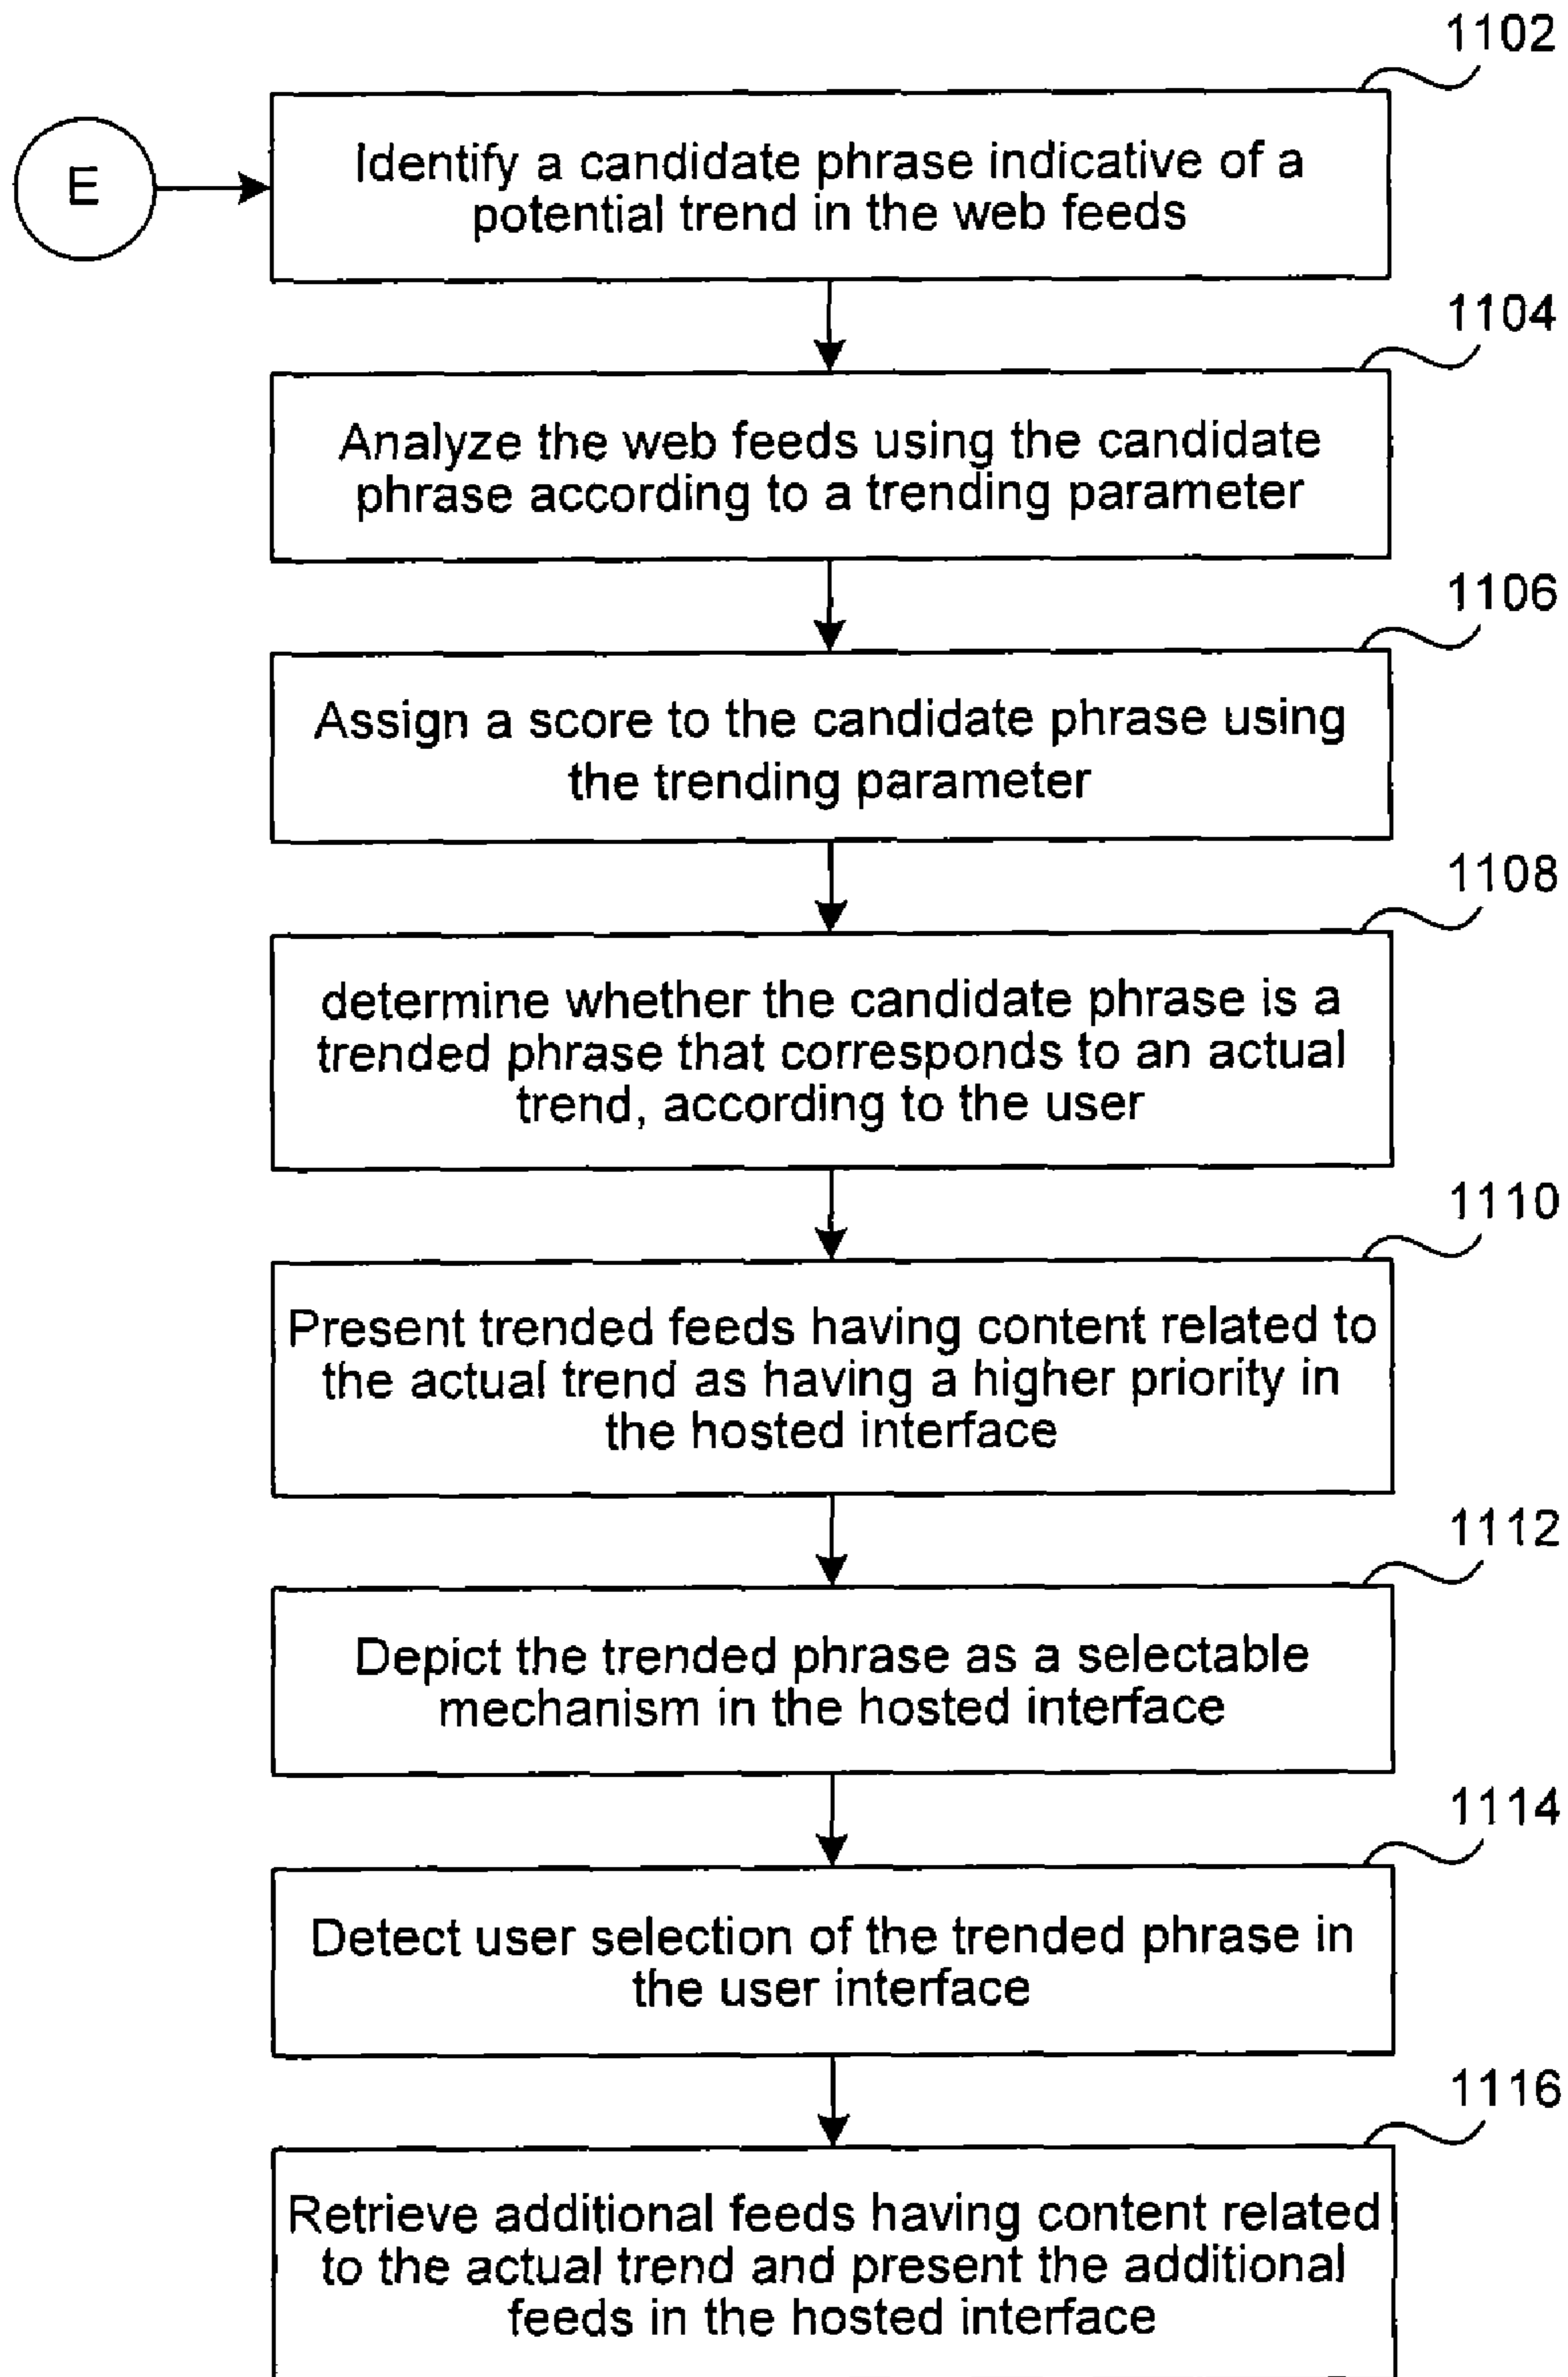 1102
E
Identify a candidate phrase indicative of a
potential trend in the web feeds
1104
Analyze the web feeds using the candidate
phrase according to a trending parameter
1106
Assign a score to the candidate phrase using
the trending parameter
1108
determine whether the candidate phrase is a
trended phrase that corresponds to an actual
trend, according to the user
1110
Present trended feeds having content related to
the actual trend as having a higher priority in
the hosted interface
1112
Depict the trended phrase as a selectable
mechanism in the hosted interface
1114
Detect user selection of the trended phrase in
the user interface
1116
Retrieve additional feeds having content related
to the actual trend and present the additional
feeds in the hosted interface